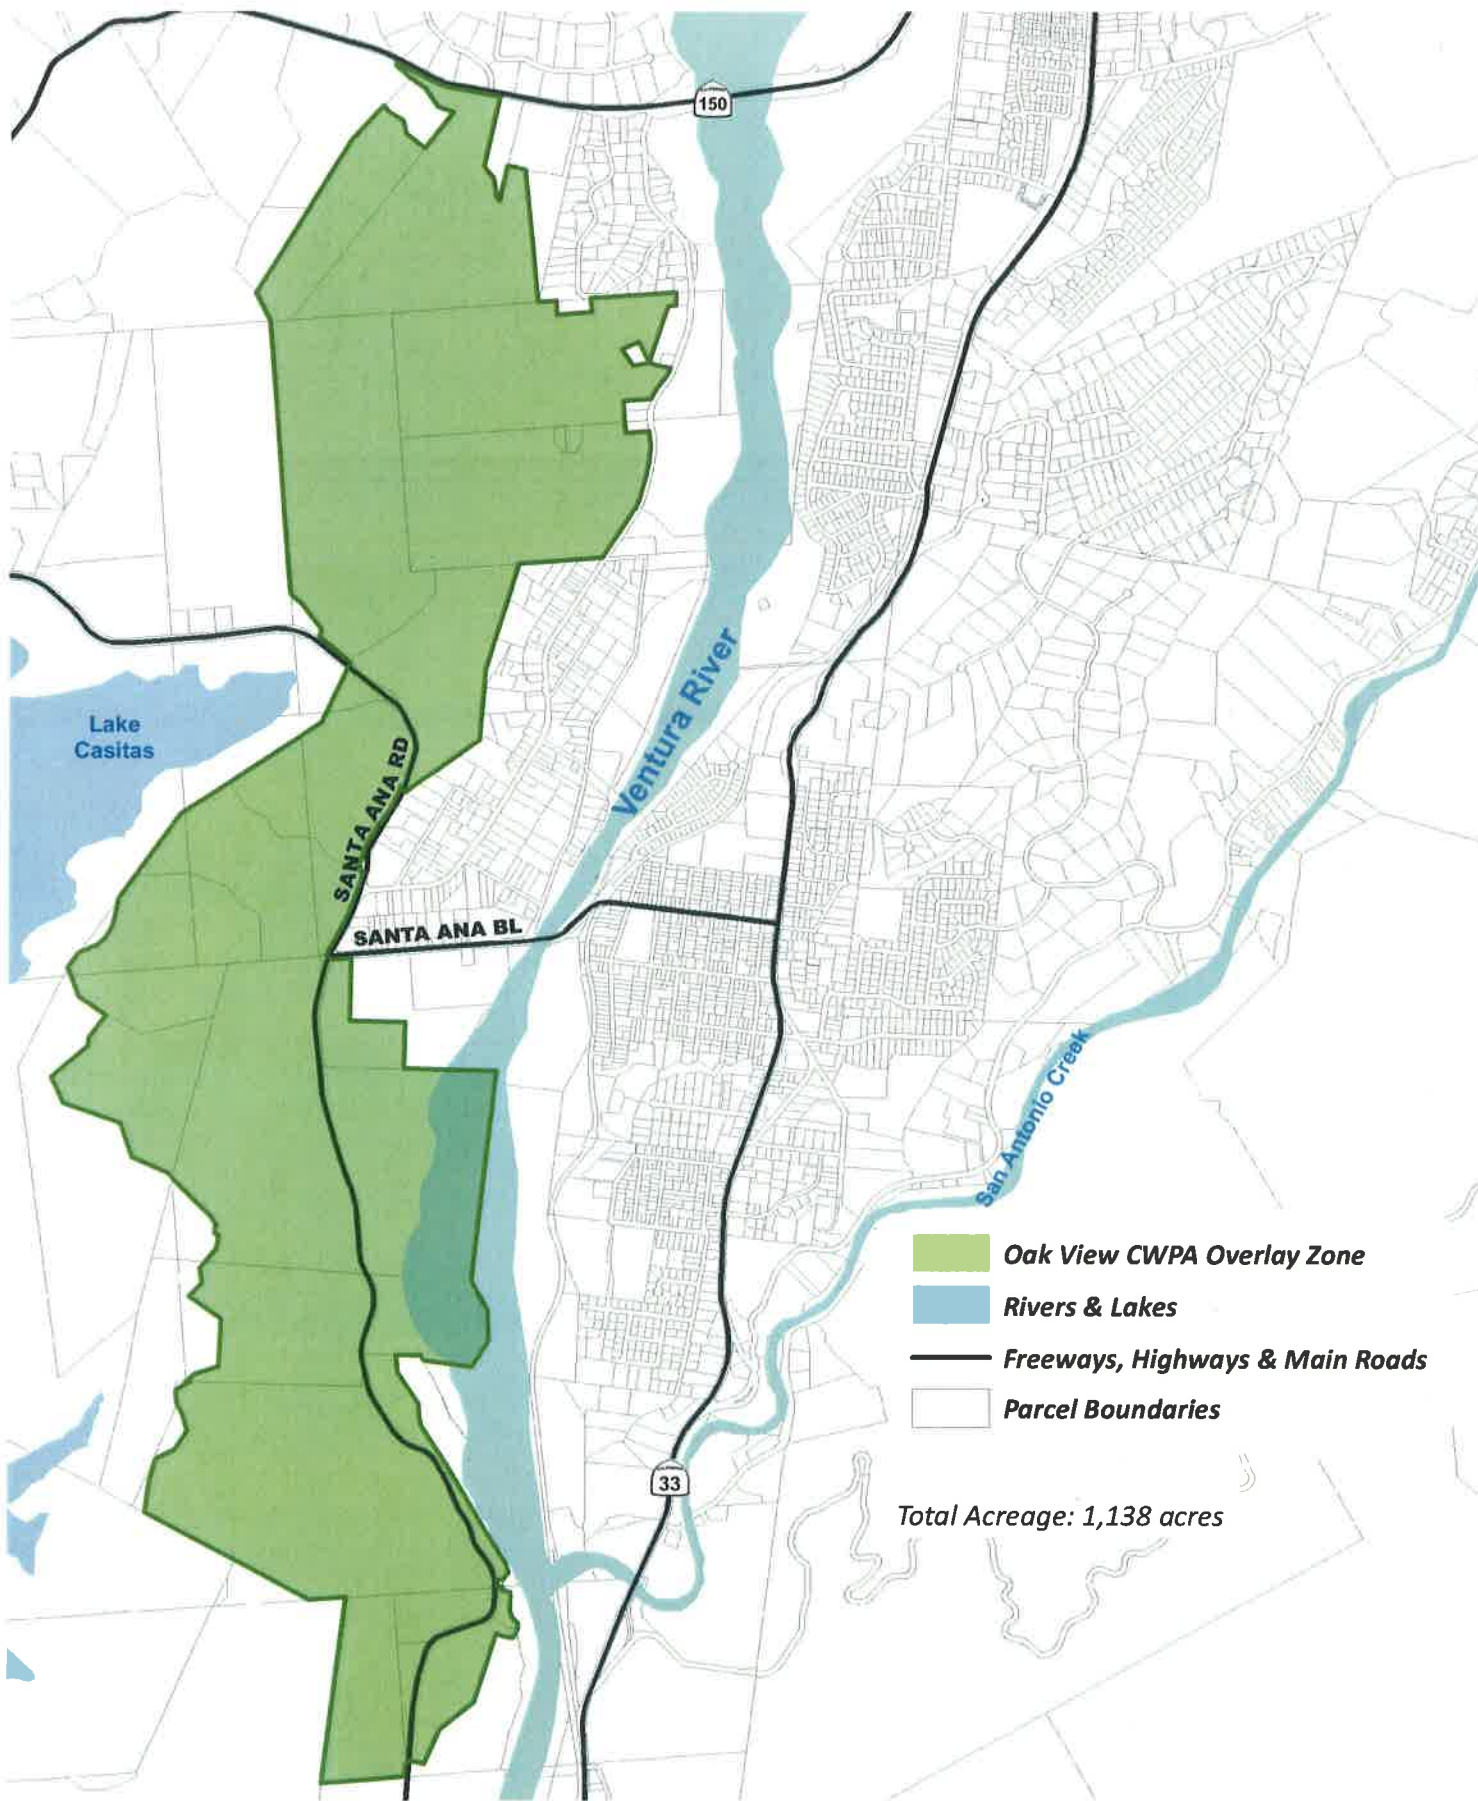 150
Lake
Casitas
Ventura River
SANTA ANA RD
SANTA ANA BL
San Antonio Creek
Oak View CWPA Overlay Zone
Rivers & Lakes
Freeways, Highways & Main Roads
Parcel Boundaries
33
Total Acreage: 1,138 acres